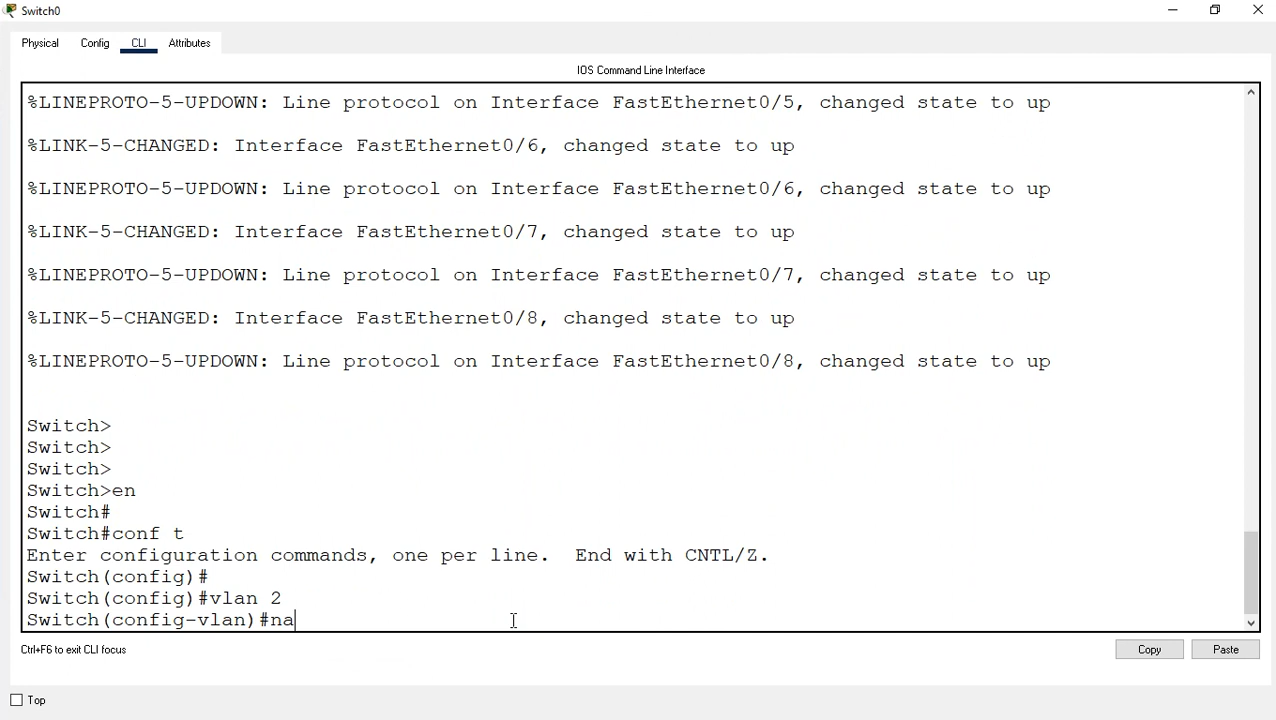 Switch0
Physical Config CLI Attributes
IOS Command Line Interface
%LINEPROTO-5-UPDOWN: Line protocol on Interface FastEthernet0/5, changed state to up
%LINK-5-CHANGED: Interface FastEthernet0/6, changed state to up
%LINEPROTO-5-UPDOWN: Line protocol on Interface FastEthernet0/6, changed state to up
%LINK-5-CHANGED: Interface FastEthernet0/7, changed state to up
%LINEPROTO-5-UPDOWN: Line protocol on Interface FastEthernet0/7, changed state to up
%LINK-5-CHANGED: Interface FastEthernet0/8, changed state to up
%LINEPROTO-5-UPDOWN: Line protocol on Interface FastEthernet0/8, changed state to up
Switch>
Switch>
Switch>
Switch>en
Switch#
Switch#conf t
Enter configuration commands, one per line.  End with CNTL/Z.
Switch(config)#
Switch(config)#vlan 2
Switch(config-vlan)#na
Ctrl+F6 to exit CLI focus
Copy Paste
Top